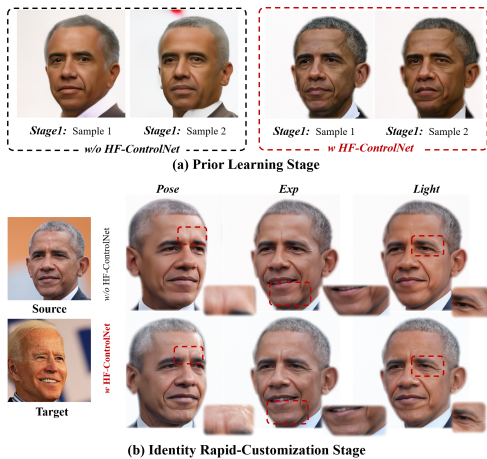 Stage1: Sample 1
Stage1: Sample 2
w/o HF-ControlNet
Stage1: Sample 1
Stage1: Sample 2
w HF-ControlNet
(a) Prior Learning Stage
Pose
Exp
Light
w/o HF-ControlNet
Source
w HF-ControlNet
Target
(b) Identity Rapid-Customization Stage